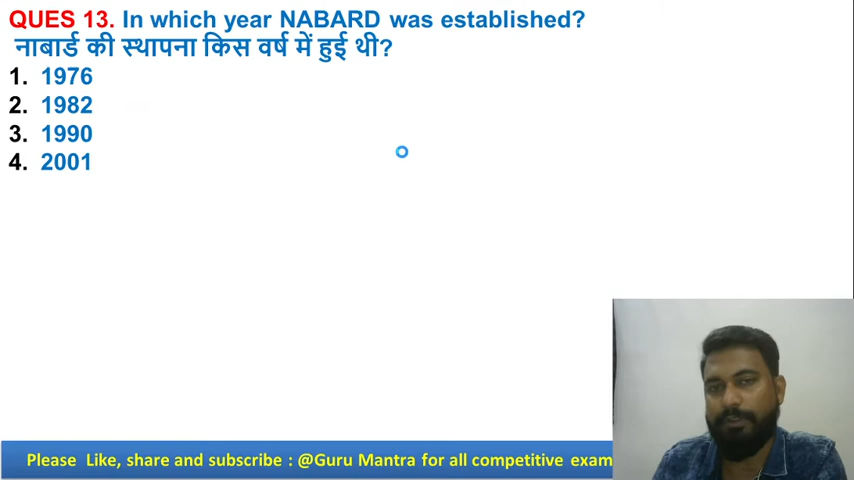 QUES 13. In which year NABARD was established?
नाबार्ड की स्थापना किस वर्ष में हुई थी?
1. 1976
2. 1982
3. 1990
4. 2001
Please Like, share and subscribe : @Guru Mantra for all competitive exam